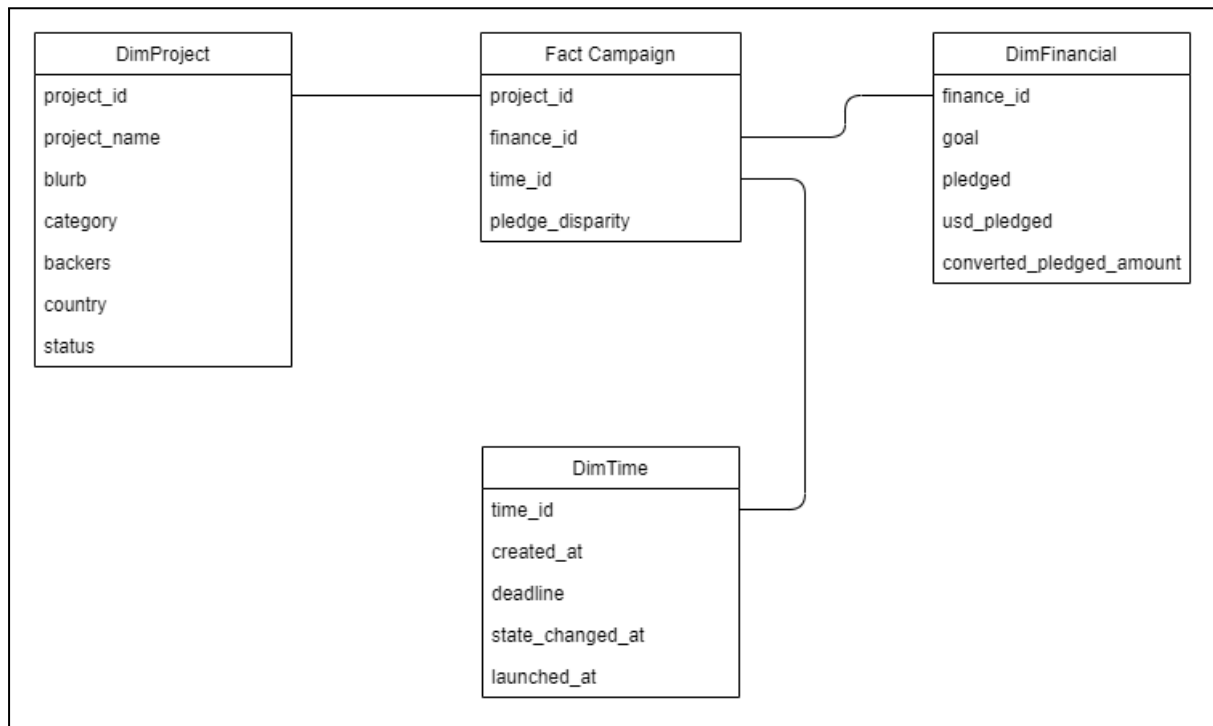 DimProject
project_id
project_name
blurb
category
backers
country
status
Fact Campaign
project_id
finance_id
time_id
pledge_disparity
DimFinancial
finance_id
goal
pledged
usd_pledged
converted_pledged_amount
DimTime
time_id
created_at
deadline
state_changed_at
launched_at